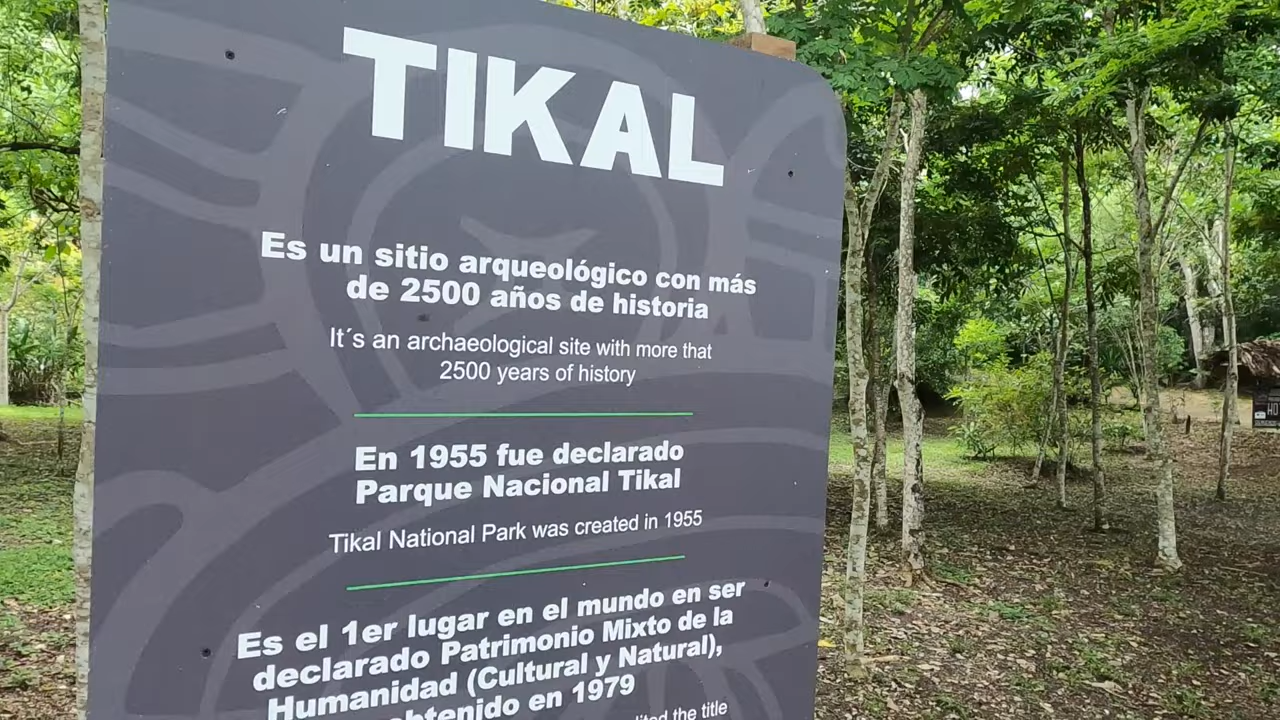 TIKAL
Es un sitio arqueológico con más
de 2500 años de historia
It´s an archaeological site with more that
2500 years of history
En 1955 fue declarado
Parque Nacional Tikal
Tikal National Park was created in 1955
Es el 1er lugar en el mundo en ser
declarado Patrimonio Mixto de la
Humanidad (Cultural y Natural),
obtenido en 1979
the title